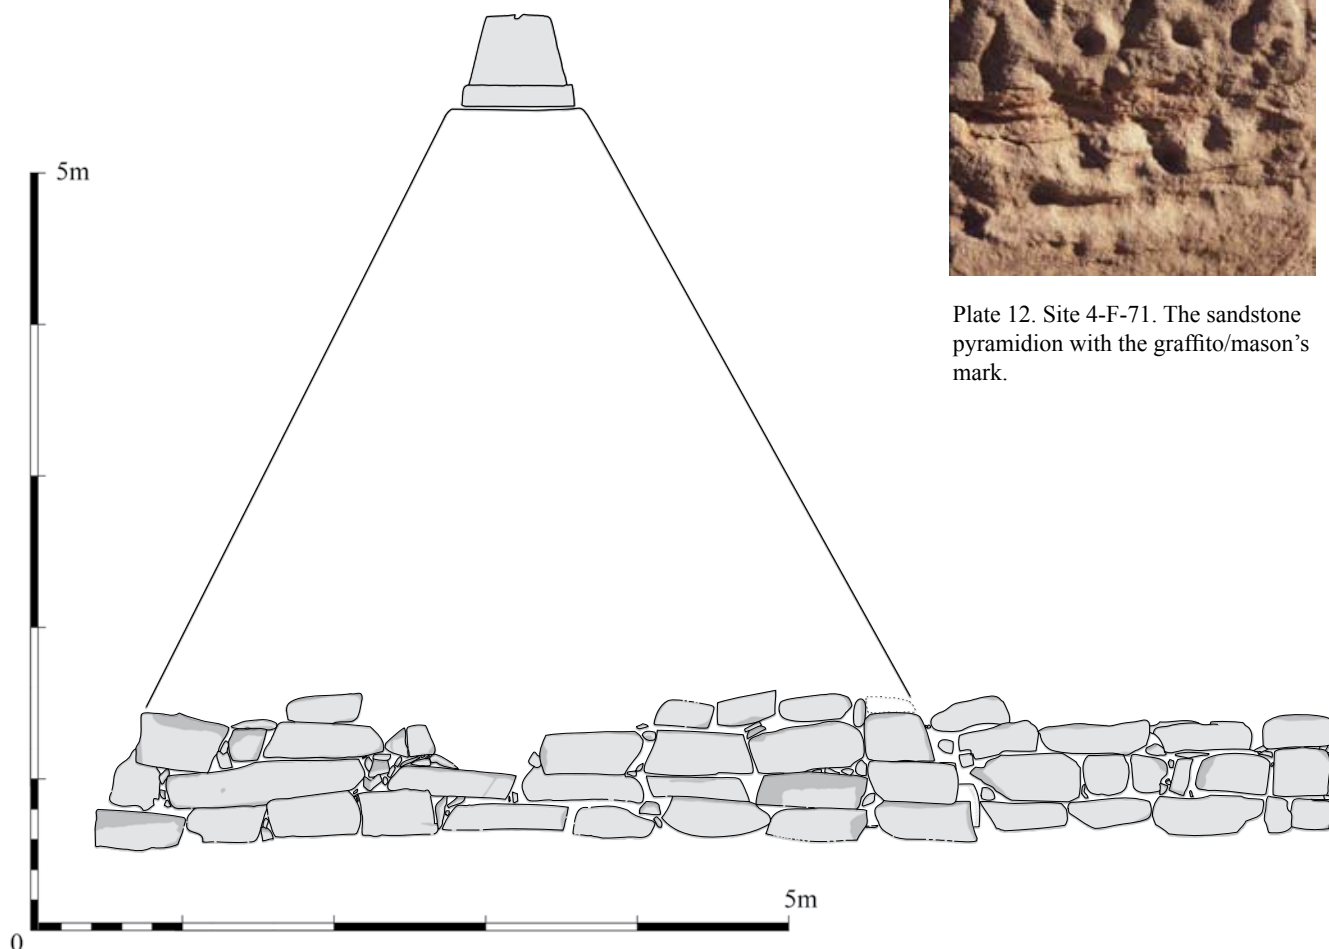 5m
Plate 12. Site 4-F-71. The sandstone
pyramidion with the graffito/mason’s
mark.
5m
0